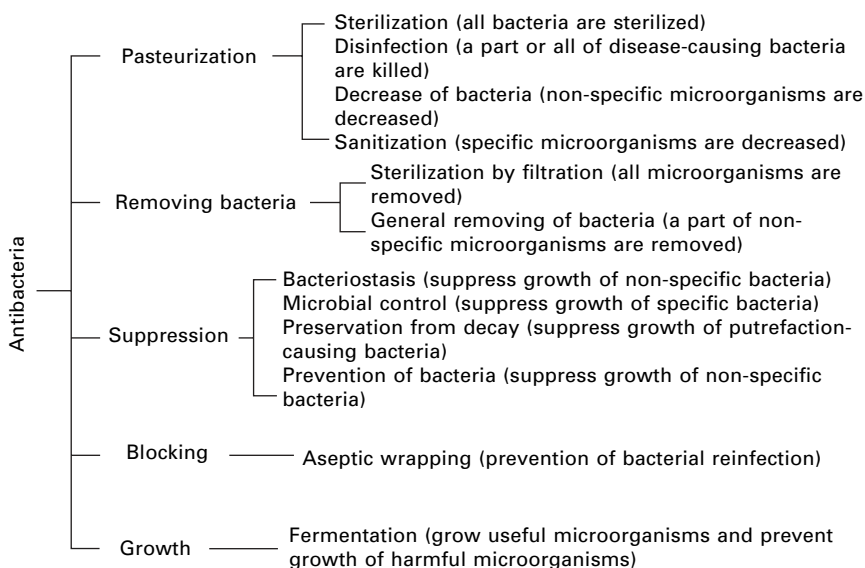 Antibacteria
Pasteurization
Sterilization (all bacteria are sterilized)
Disinfection (a part or all of disease-causing bacteria
are killed)
Decrease of bacteria (non-specific microorganisms are
decreased)
Sanitization (specific microorganisms are decreased)
Removing bacteria
Sterilization by filtration (all microorganisms are
removed)
General removing of bacteria (a part of non-
specific microorganisms are removed)
Suppression
Bacteriostasis (suppress growth of non-specific bacteria)
Microbial control (suppress growth of specific bacteria)
Preservation from decay (suppress growth of putrefaction-
causing bacteria)
Prevention of bacteria (suppress growth of non-specific
bacteria)
Blocking
Aseptic wrapping (prevention of bacterial reinfection)
Growth
Fermentation (grow useful microorganisms and prevent
growth of harmful microorganisms)